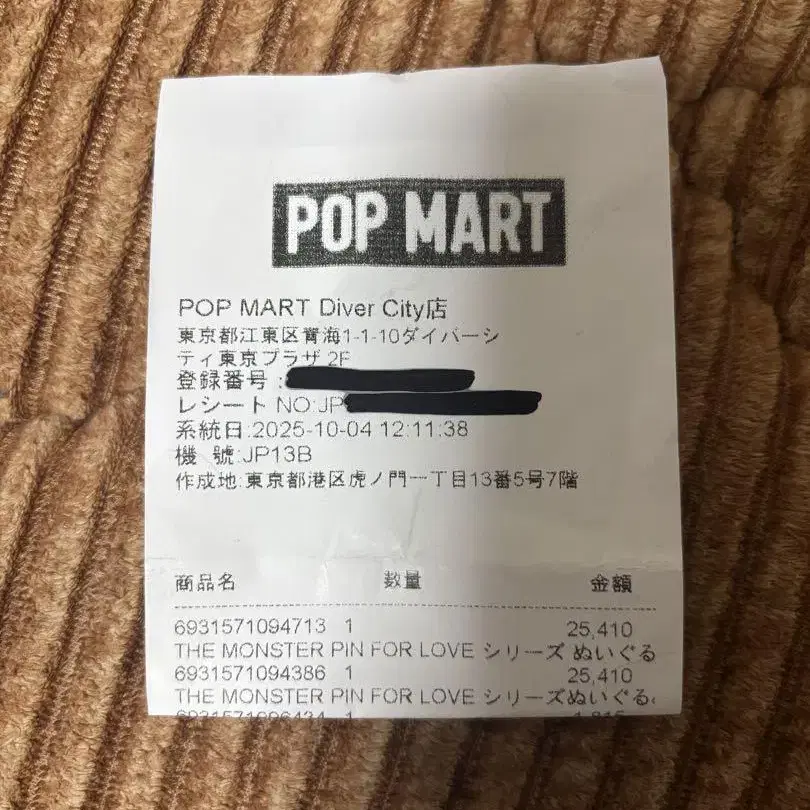 POP MART
POP MART Diver City店
東京都江東区青海1-1-10ダイバーシ
ティ東京プラザ 2F
登録番号:
レシート NO:JP
系統日:2025-10-04 12:11:38
機 號:JP13B
作成地:東京都港区虎ノ門一丁目13番5号7階
商品名 数量 金額
6931571094713 1 25,410
THE MONSTER PIN FOR LOVE シリーズ ぬいぐる
6931571094386 1 25,410
THE MONSTER PIN FOR LOVE シリーズぬいぐる
1